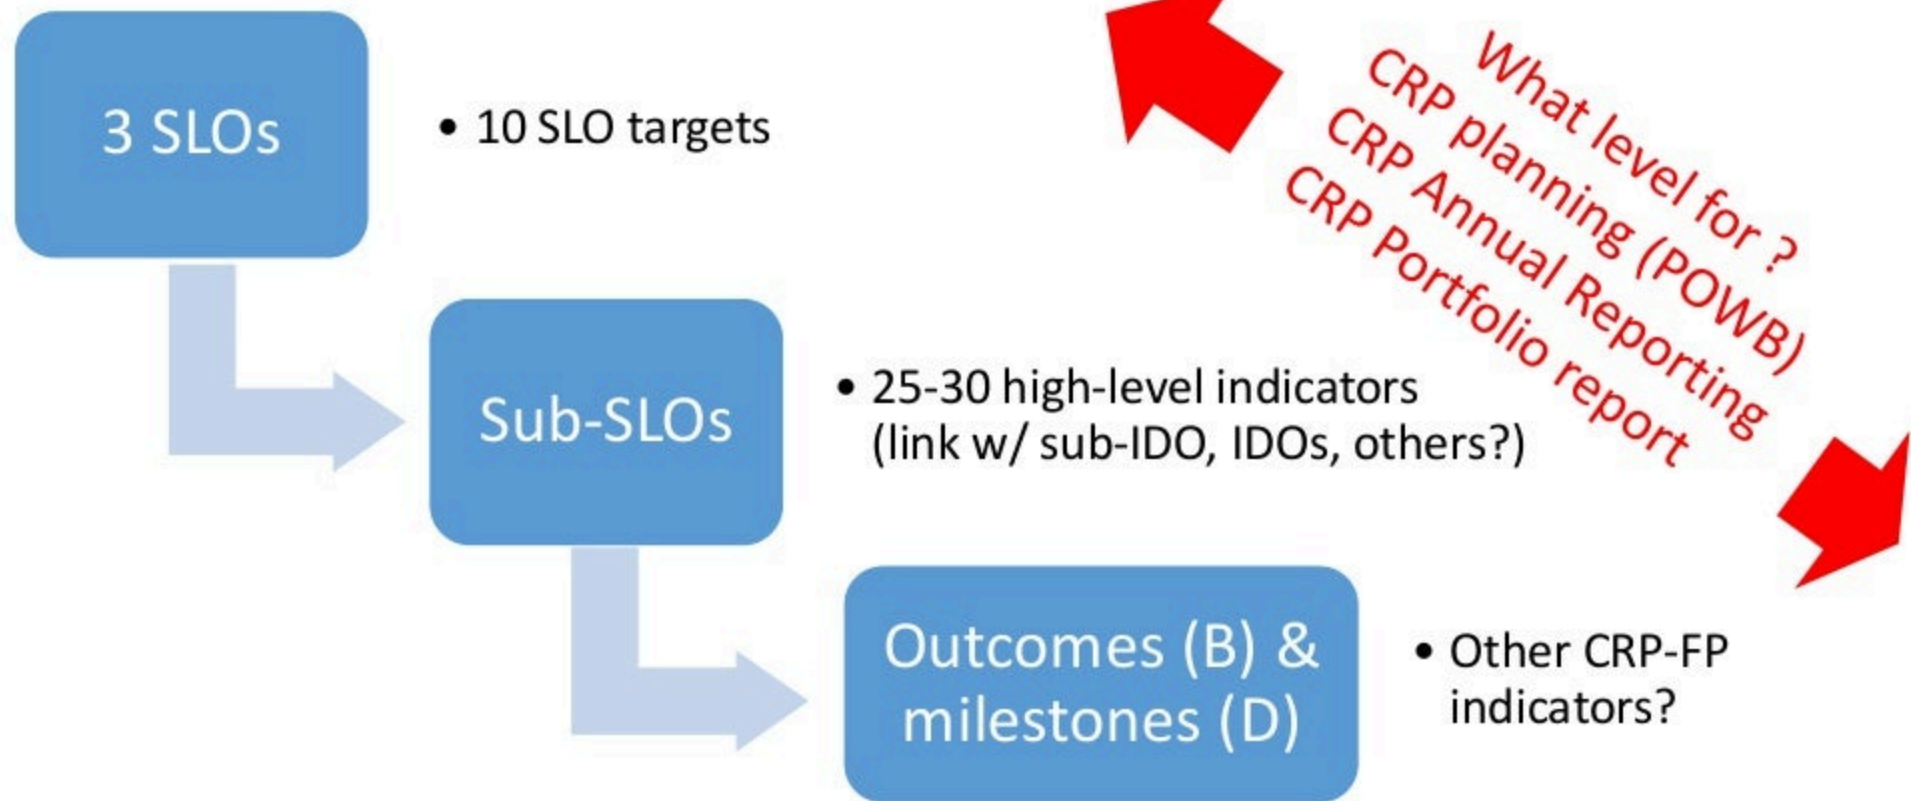 3 SLOs
• 10 SLO targets
What level for ?
CRP planning (POWB)
CRP Annual Reporting
CRP Portfolio report
Sub-SLOs
• 25-30 high-level indicators
(link w/ sub-IDO, IDOs, others?)
Outcomes (B) &
milestones (D)
• Other CRP-FP
indicators?